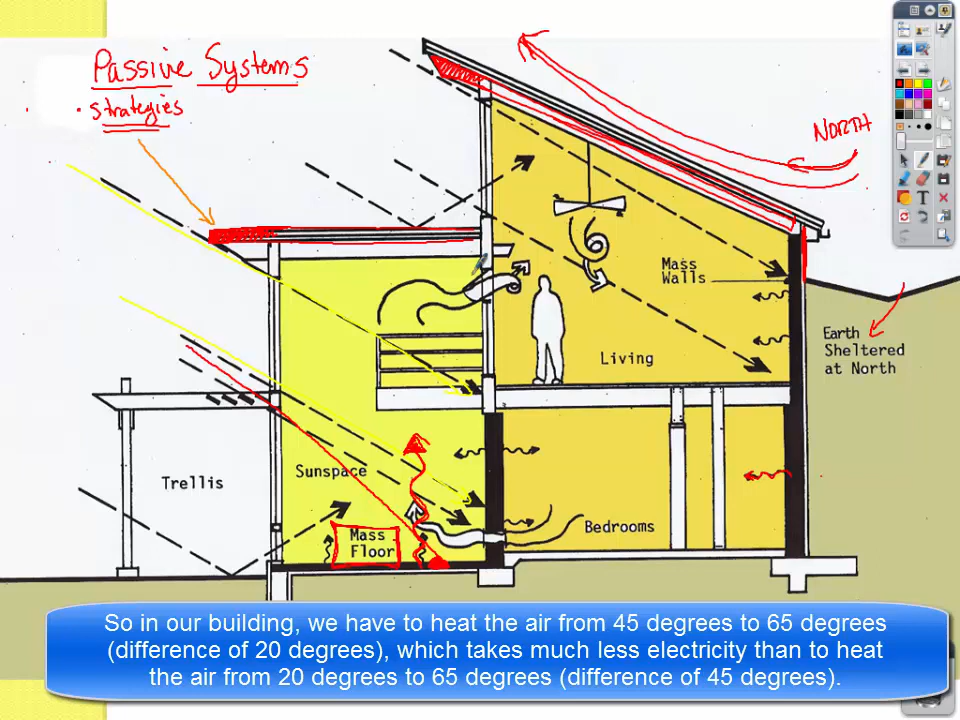 Passive Systems
• strategies
NORTH
Mass
Walls
Earth
Sheltered
at North
Living
Trellis
Sunspace
Mass
Floor
Bedrooms
So in our building, we have to heat the air from 45 degrees to 65 degrees
(difference of 20 degrees), which takes much less electricity than to heat
the air from 20 degrees to 65 degrees (difference of 45 degrees).